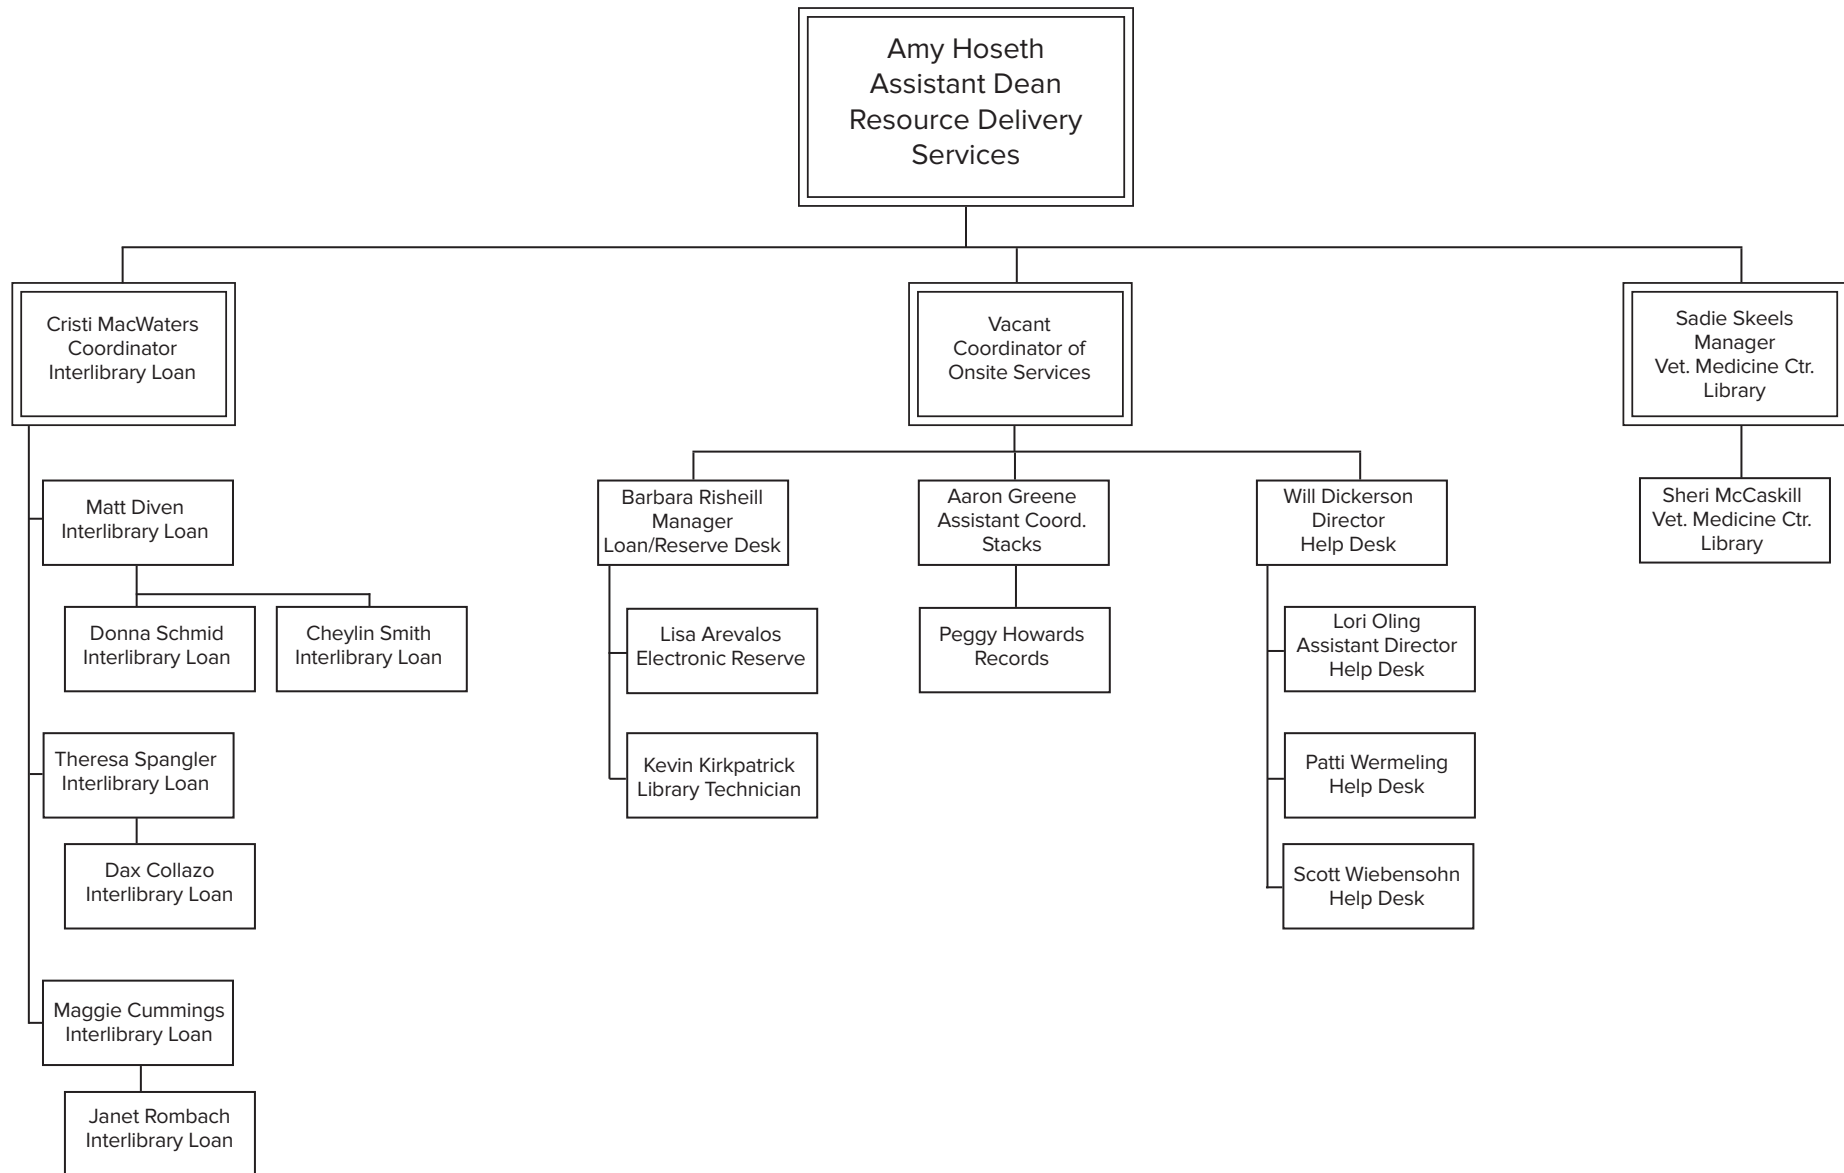 Amy Hoseth
Assistant Dean
Resource Delivery
Services
Cristi MacWaters
Coordinator
Interlibrary Loan
Vacant
Coordinator of
Onsite Services
Sadie Skeels
Manager
Vet. Medicine Ctr.
Library
Matt Diven
Interlibrary Loan
Donna Schmid
Interlibrary Loan
Cheylin Smith
Interlibrary Loan
Theresa Spangler
Interlibrary Loan
Dax Collazo
Interlibrary Loan
Maggie Cummings
Interlibrary Loan
Janet Rombach
Interlibrary Loan
Barbara Risheill
Manager
Loan/Reserve Desk
Lisa Arevalos
Electronic Reserve
Kevin Kirkpatrick
Library Technician
Aaron Greene
Assistant Coord.
Stacks
Peggy Howards
Records
Will Dickerson
Director
Help Desk
Lori Oling
Assistant Director
Help Desk
Patti Wermeling
Help Desk
Scott Wiebensohn
Help Desk
Sheri McCaskill
Vet. Medicine Ctr.
Library